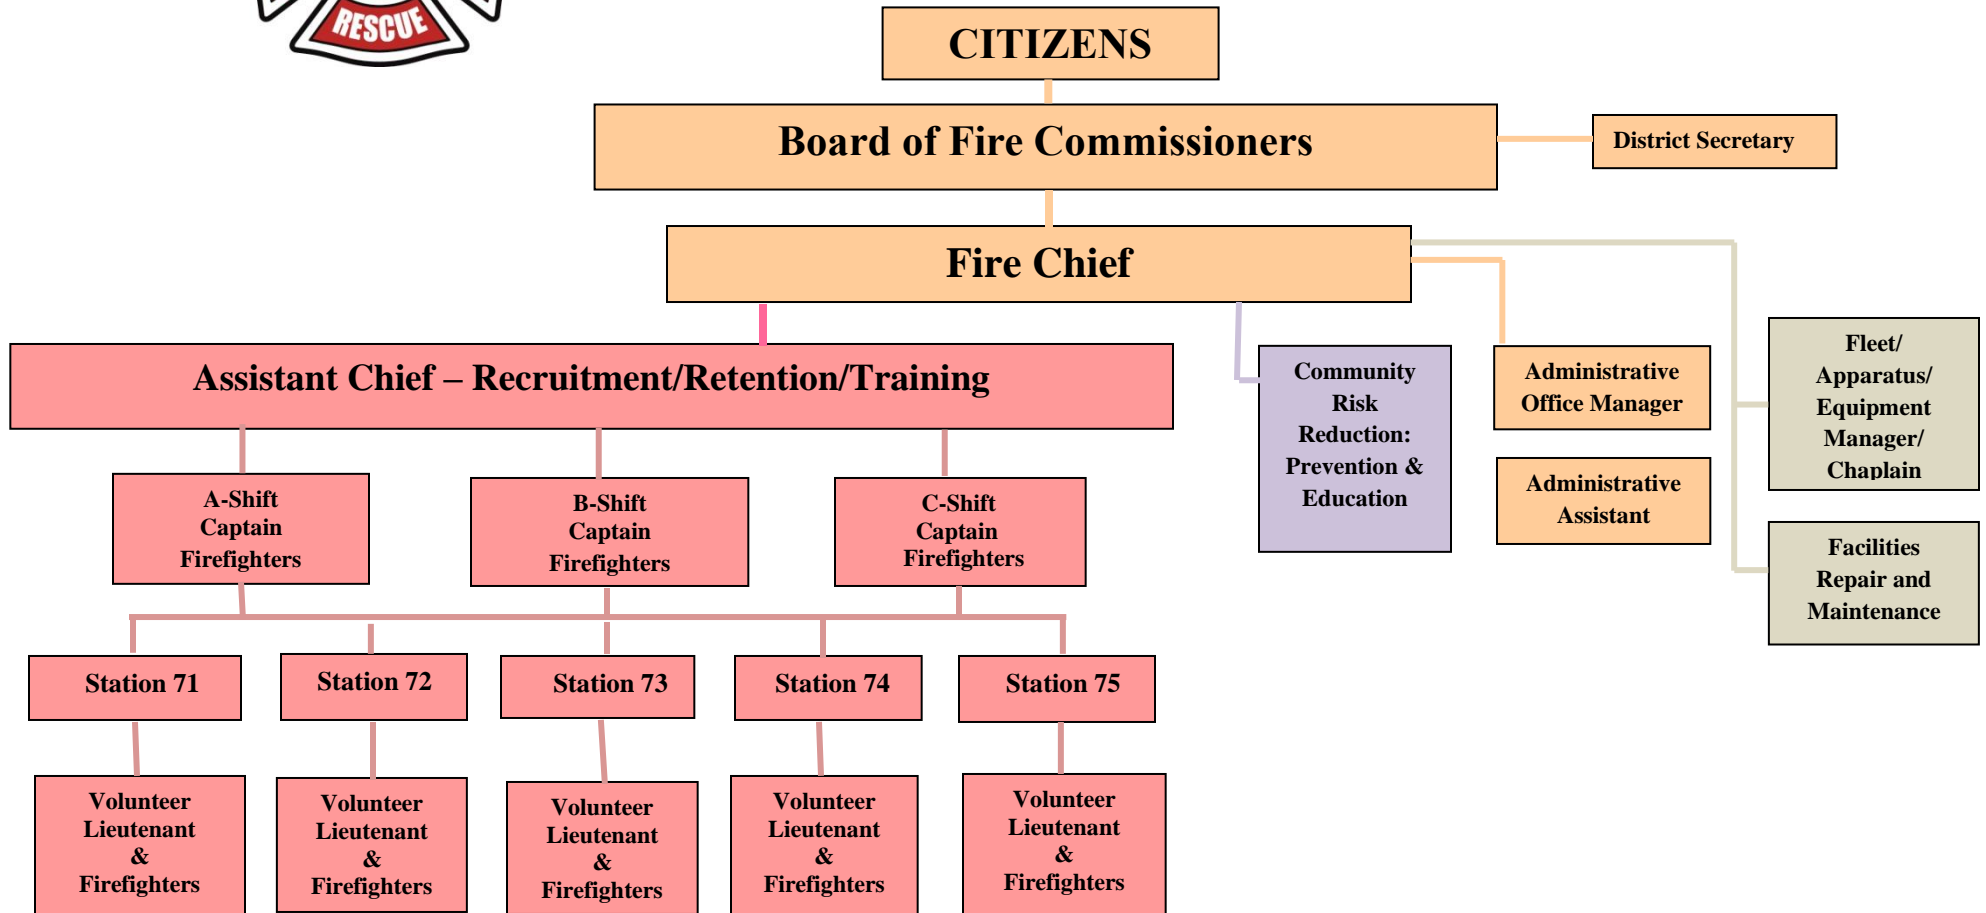 RESCUE
CITIZENS
Board of Fire Commissioners
District Secretary
Fire Chief
Assistant Chief – Recruitment/Retention/Training
Community
Risk
Reduction:
Prevention &
Education
Administrative
Office Manager
Administrative
Assistant
Fleet/
Apparatus/
Equipment
Manager/
Chaplain
Facilities
Repair and
Maintenance
A-Shift
Captain
Firefighters
B-Shift
Captain
Firefighters
C-Shift
Captain
Firefighters
Station 71
Station 72
Station 73
Station 74
Station 75
Volunteer
Lieutenant
&
Firefighters
Volunteer
Lieutenant
&
Firefighters
Volunteer
Lieutenant
&
Firefighters
Volunteer
Lieutenant
&
Firefighters
Volunteer
Lieutenant
&
Firefighters